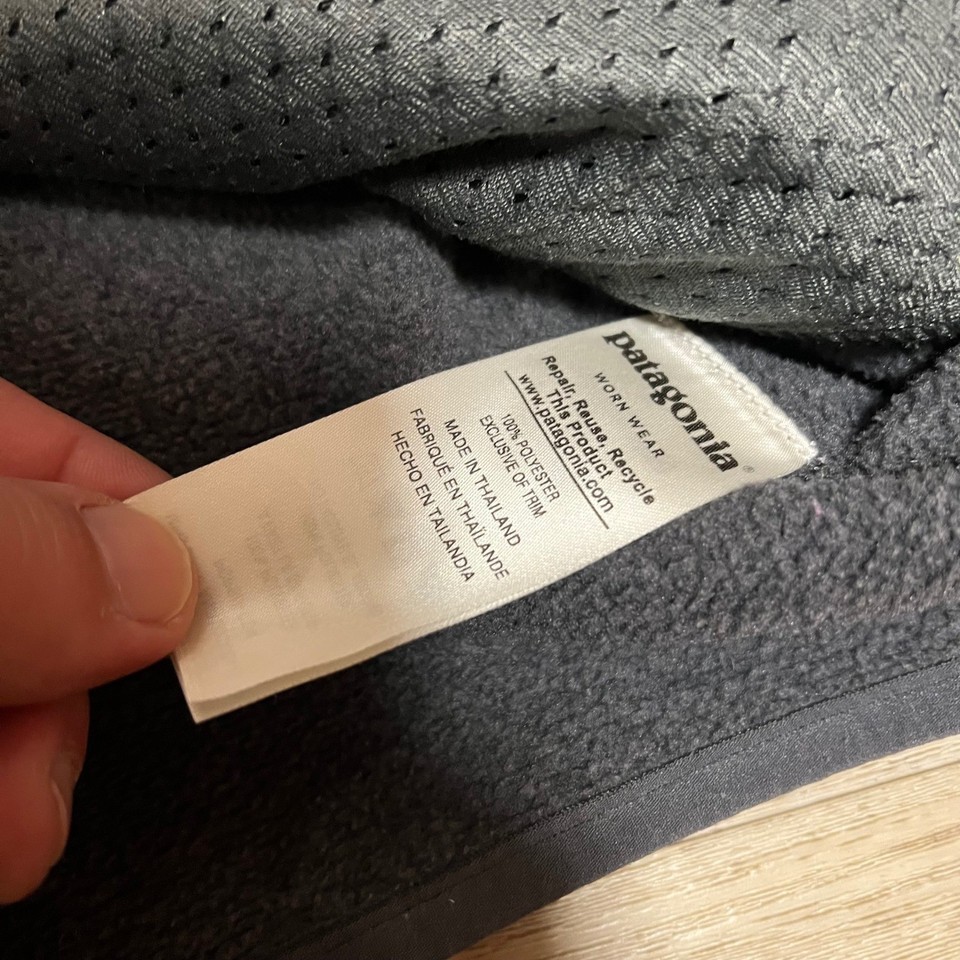 patagonia®
WORN WEAR
Repair, Reuse, Recycle
This Product
www.patagonia.com
100% POLYESTER
EXCLUSIVE OF TRIM
MADE IN THAILAND
FABRIQUÉ EN THAÏLANDE
HECHO EN TAILANDIA